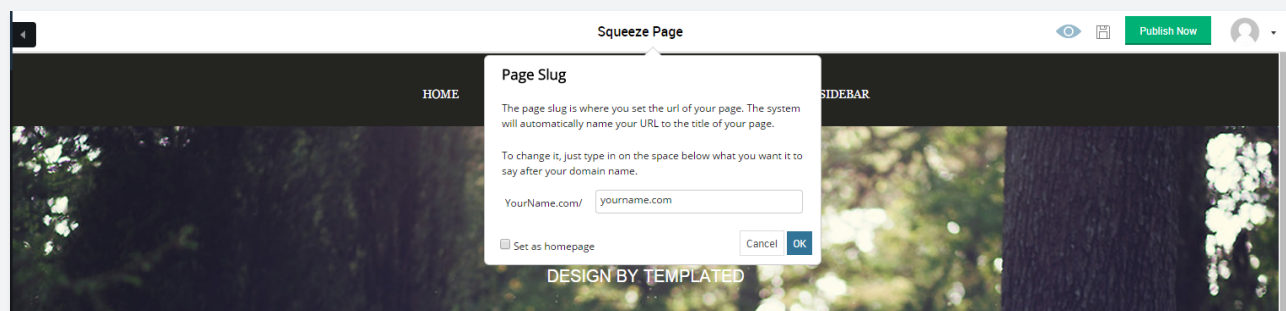 Squeeze Page
Publish Now
HOME
SIDEBAR
Page Slug
The page slug is where you set the url of your page. The system
will automatically name your URL to the title of your page.
To change it, just type in on the space below what you want it to
say after your domain name.
YourName.com/ yourname.com
Set as homepage
Cancel OK
DESIGN BY TEMPLATED